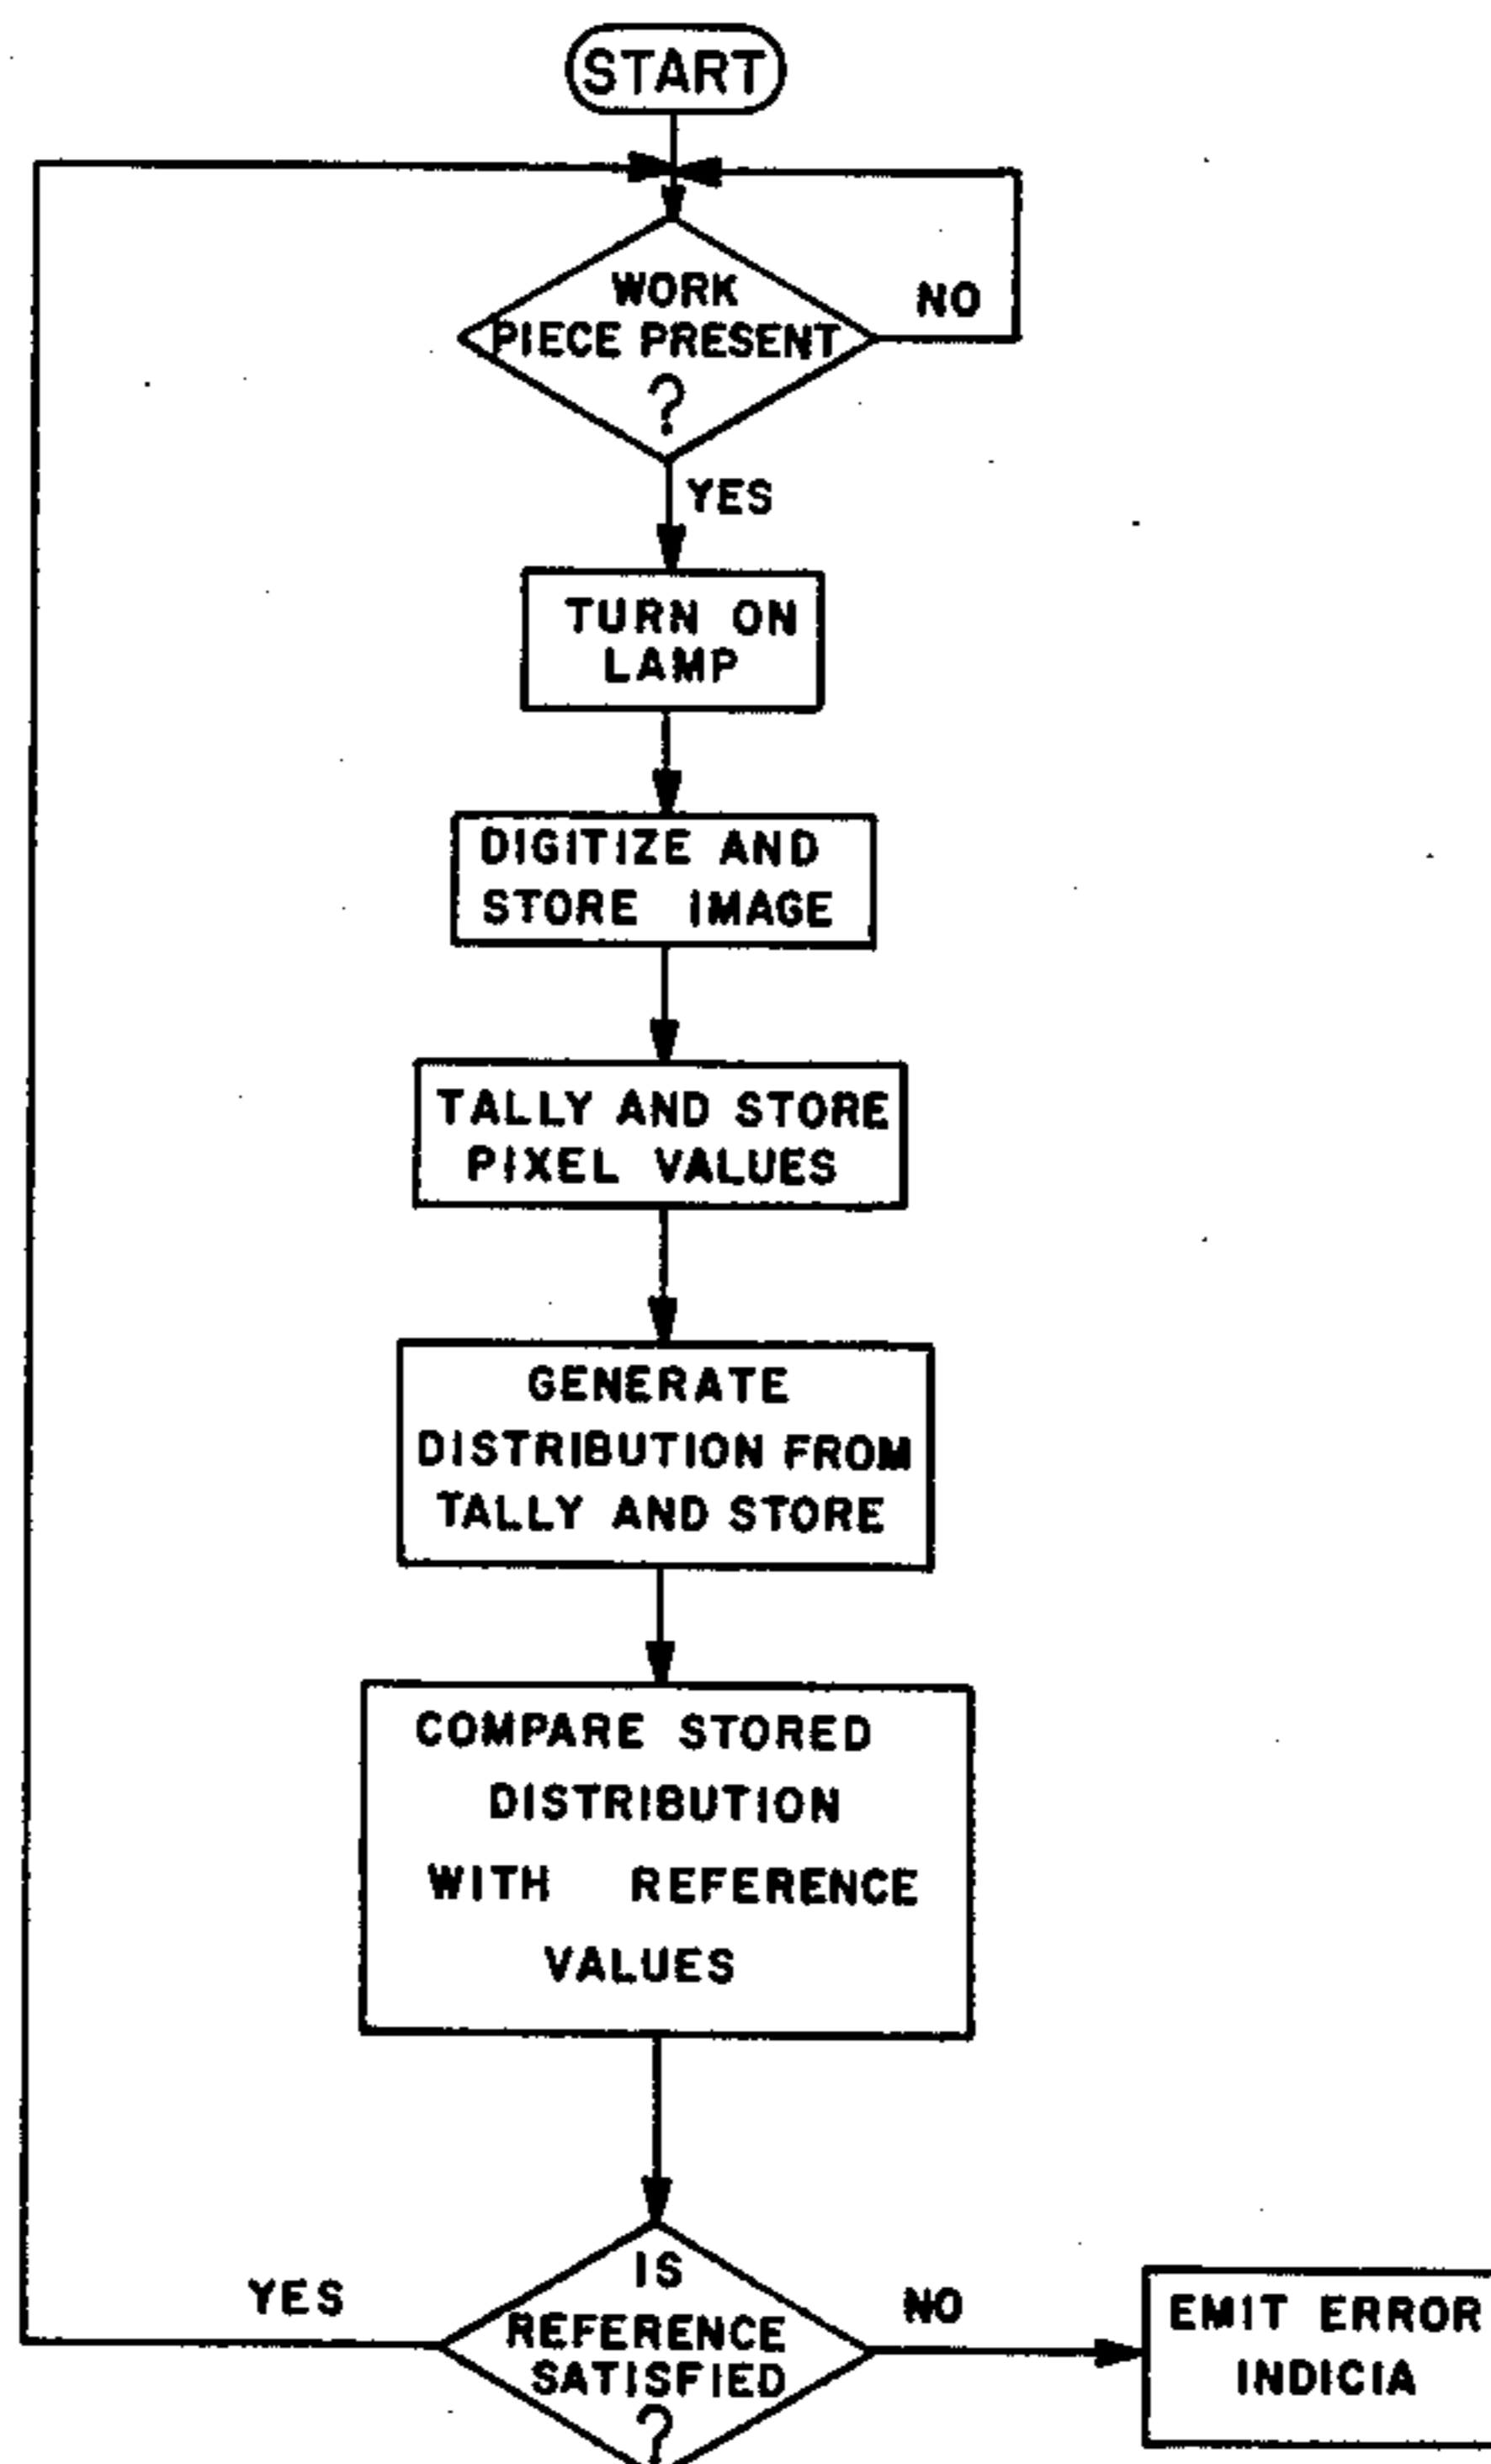 START
WORK
PIECE PRESENT
?
NO
YES
TURN ON
LAMP
DIGITIZE AND
STORE IMAGE
TALLY AND STORE
PIXEL VALUES
GENERATE
DISTRIBUTION FROM
TALLY AND STORE
COMPARE STORED
DISTRIBUTION
WITH REFERENCE
VALUES
IS
REFERENCE
SATISFIED
?
YES
NO
EMIT ERROR
INDICIA